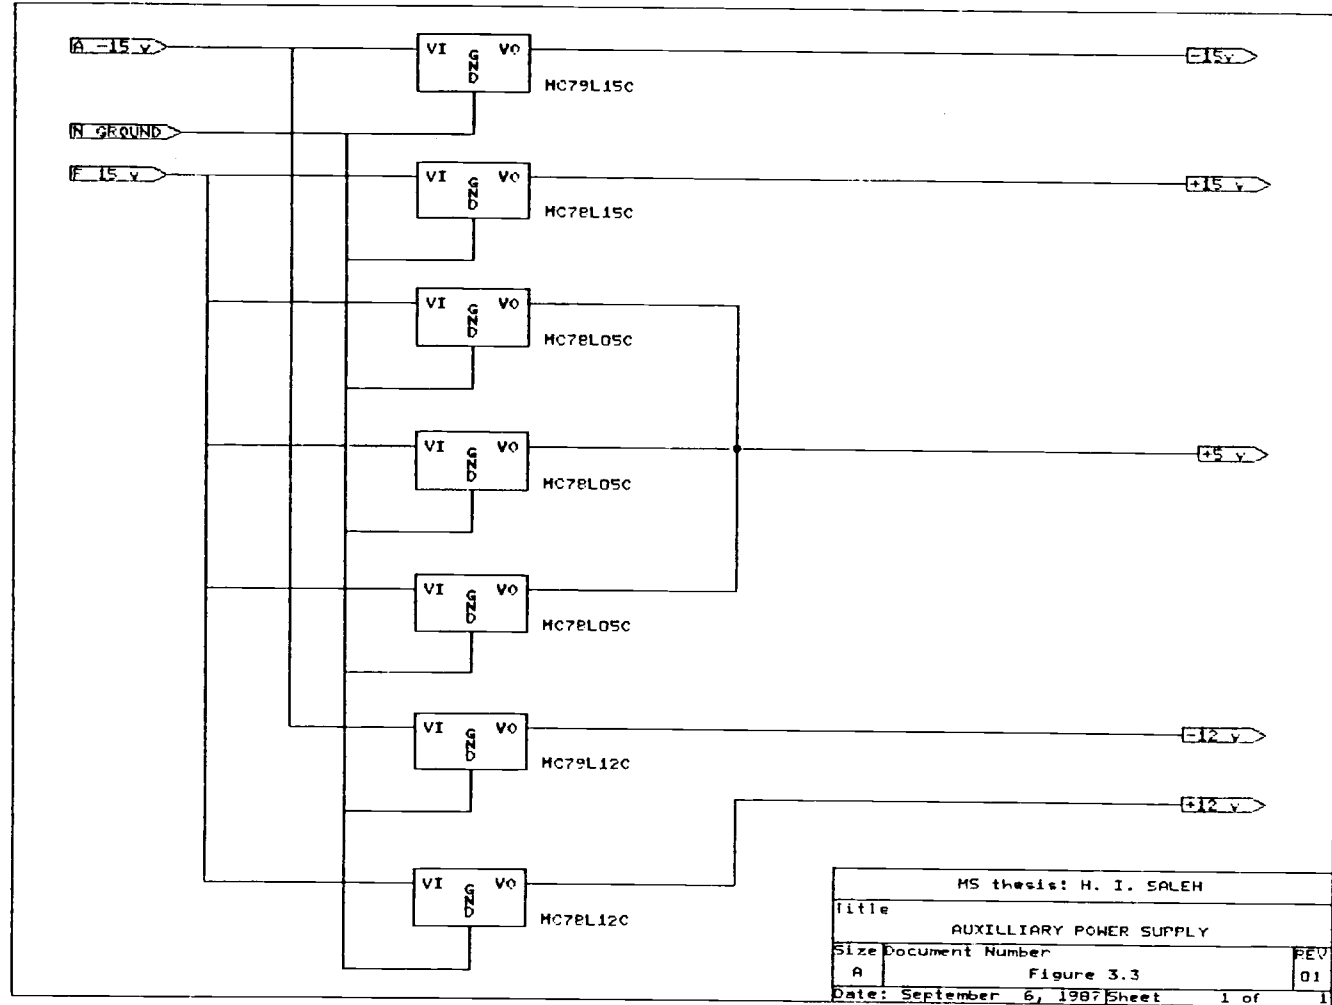 A -15 v
VI VO
GND
MC79L15C
-15v
N GROUND
F 15 v
VI VO
GND
MC78L15C
+15 v
VI VO
GND
MC78L05C
VI VO
GND
MC78L05C
+5 v
VI VO
GND
MC78L05C
VI VO
GND
MC79L12C
-12 v
+12 v
VI VO
GND
MC78L12C
MS thesis: H. I. SALEH
Title
AUXILLIARY POWER SUPPLY
Size Document Number REV
A Figure 3.3 01
Date: September 6, 1987 Sheet 1 of 1